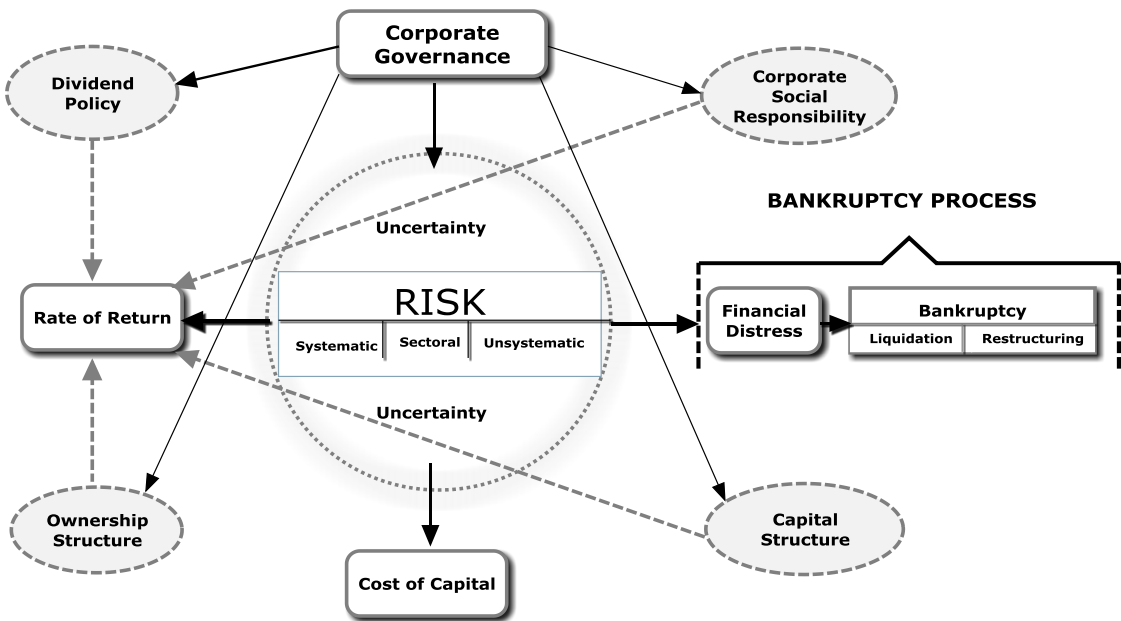 Corporate
Governance
Dividend
Policy
Corporate
Social
Responsibility
BANKRUPTCY PROCESS
Uncertainty
RISK
Systematic
Sectoral
Unsystematic
Rate of Return
Financial
Distress
Bankruptcy
Liquidation
Restructuring
Uncertainty
Ownership
Structure
Capital
Structure
Cost of Capital